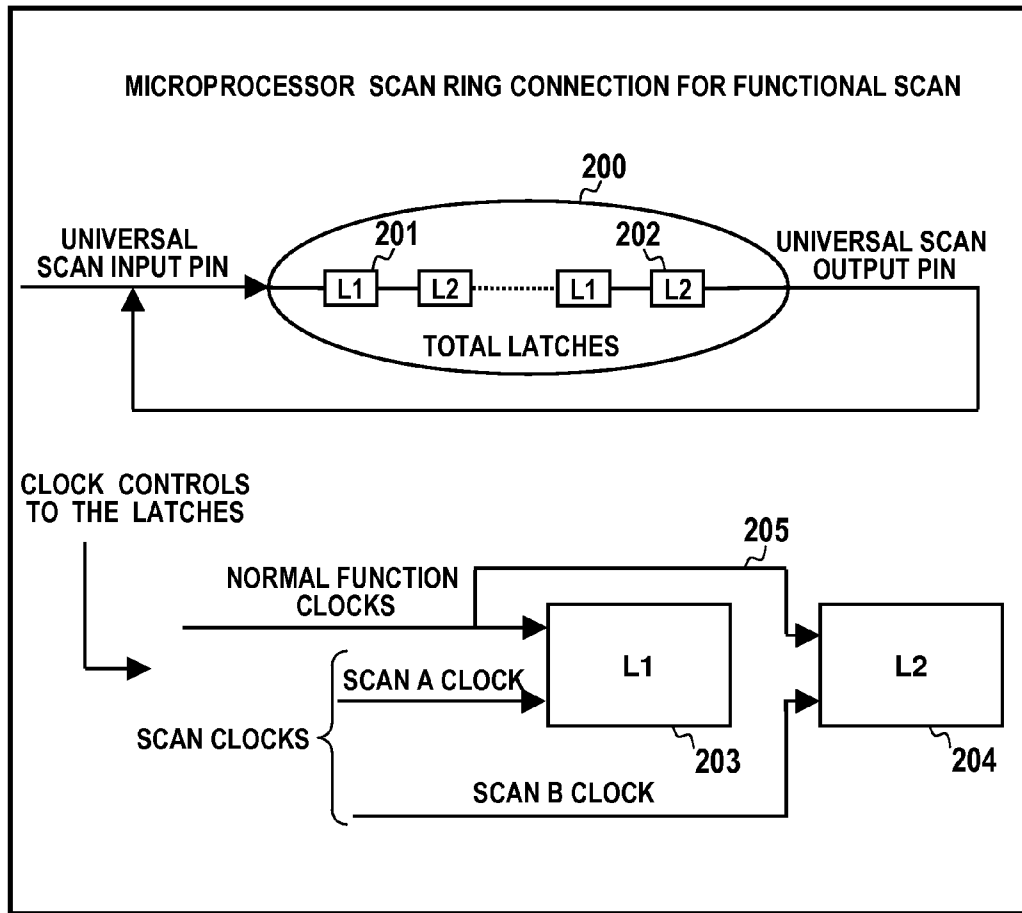 MICROPROCESSOR SCAN RING CONNECTION FOR FUNCTIONAL SCAN
200
UNIVERSAL
SCAN INPUT PIN
201
202
UNIVERSAL SCAN
OUTPUT PIN
L1
L2
L1
L2
TOTAL LATCHES
CLOCK CONTROLS
TO THE LATCHES
205
NORMAL FUNCTION
CLOCKS
L1
L2
SCAN A CLOCK
SCAN CLOCKS
203
204
SCAN B CLOCK